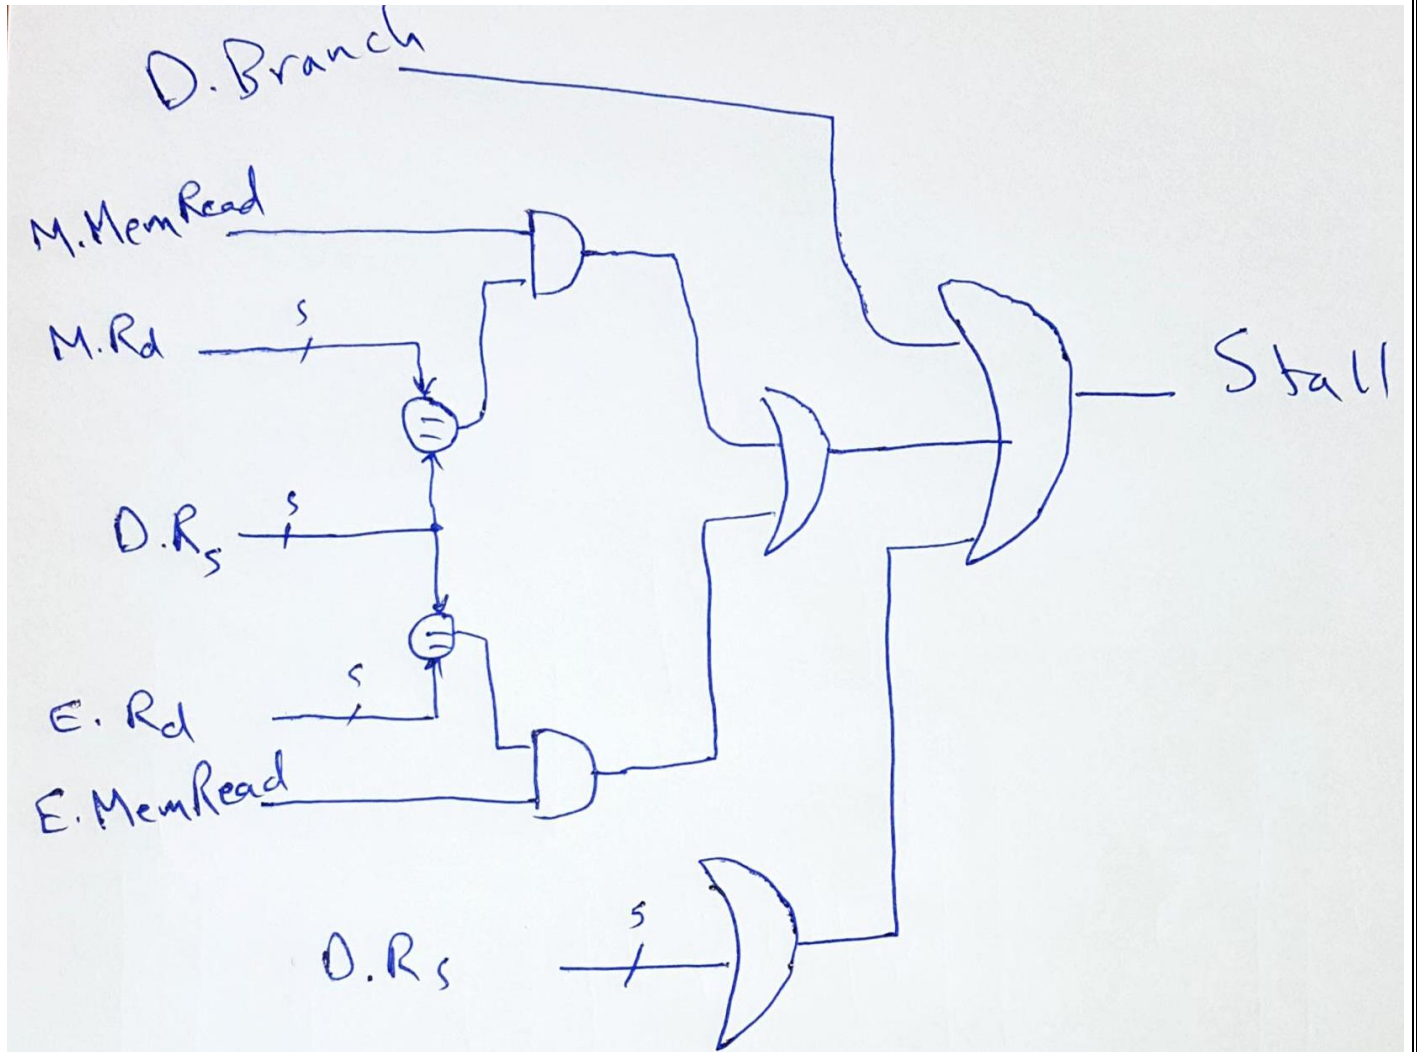 D.Branch
M.MemRead
5
M.Rd
=
Stall
5
D.Rs
=
5
E. Rd
E.MemRead
5
D.Rs